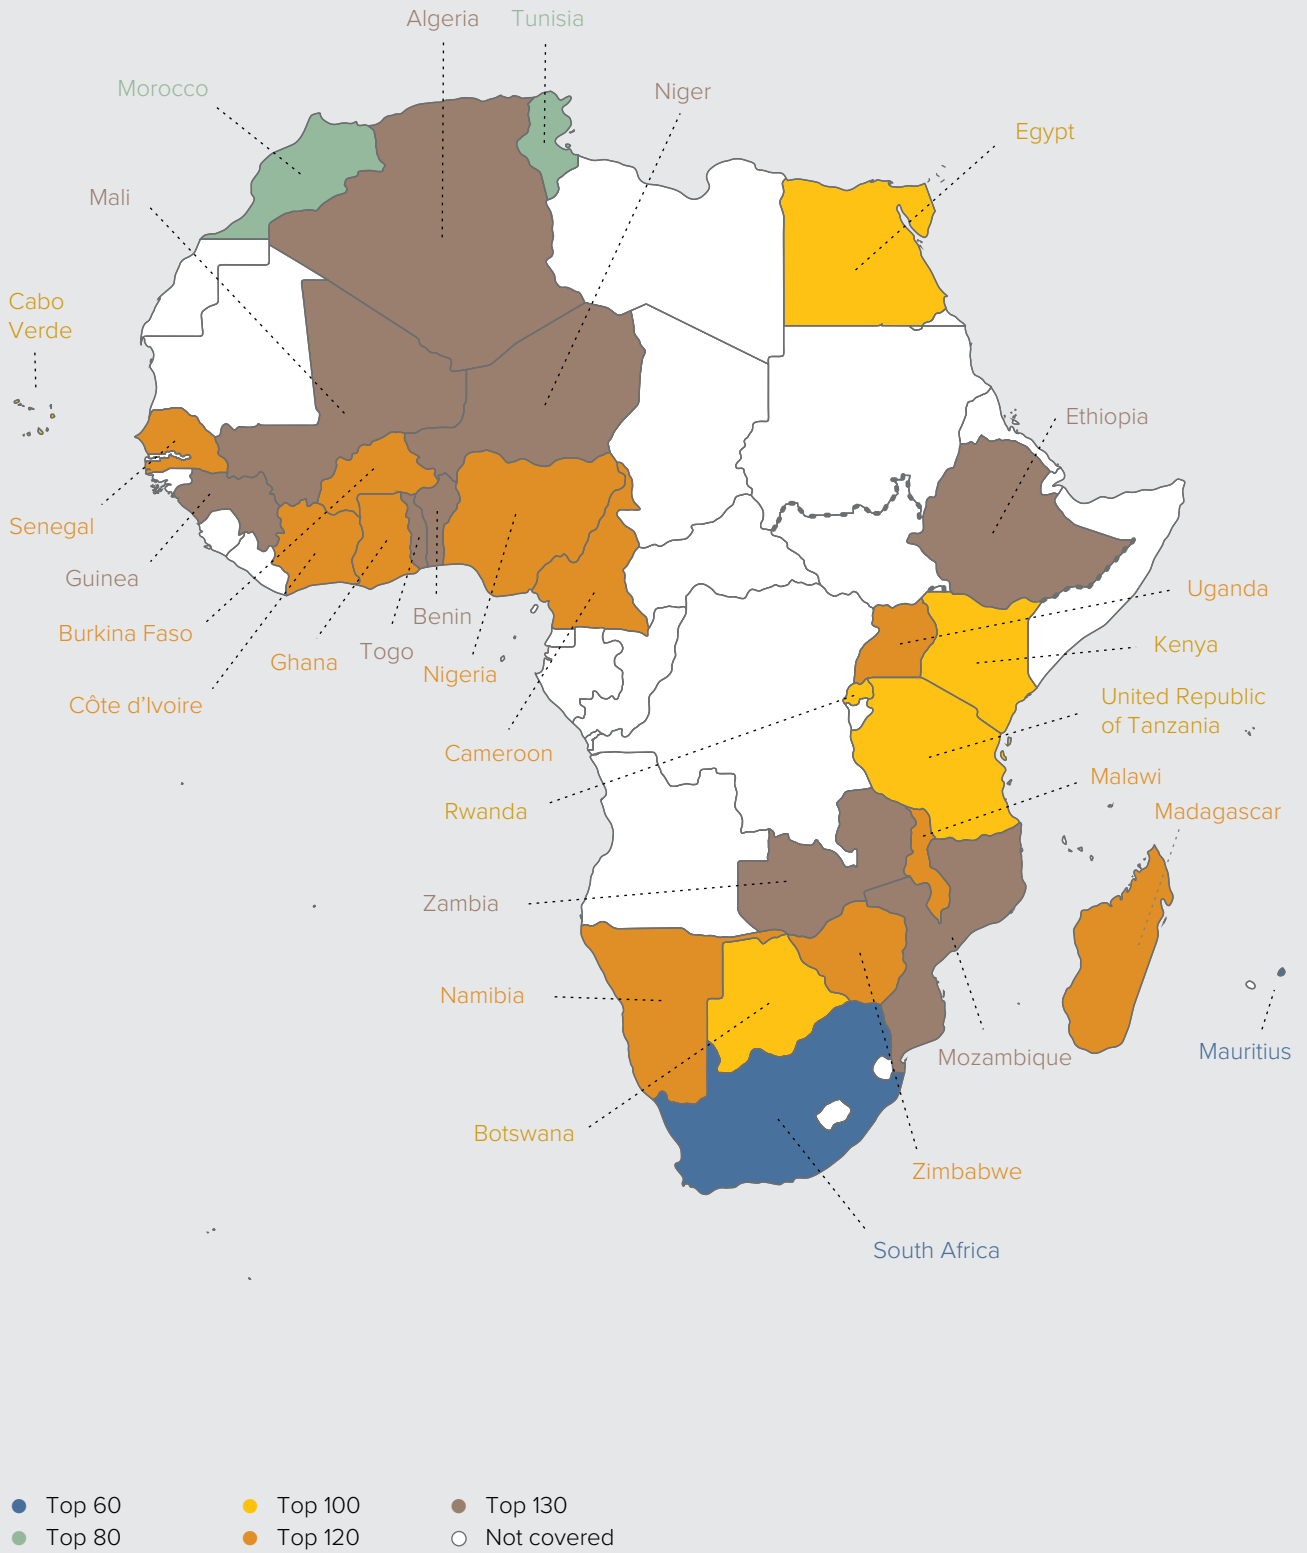 Algeria
Tunisia
Morocco
Niger
Egypt
Mali
Cabo
Verde
Ethiopia
Senegal
Guinea
Uganda
Benin
Burkina Faso
Kenya
Togo
Ghana
Nigeria
United Republic
of Tanzania
Côte d’Ivoire
Cameroon
Malawi
Rwanda
Madagascar
Zambia
Namibia
Mauritius
Mozambique
Botswana
Zimbabwe
South Africa
Top 60
Top 100
Top 130
Top 80
Top 120
Not covered